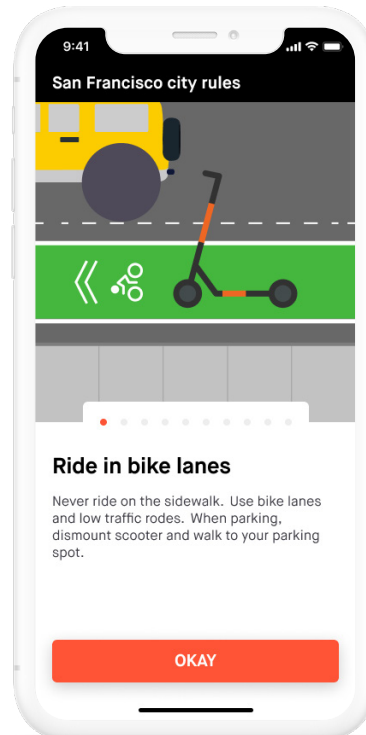 9:41
San Francisco city rules
Ride in bike lanes
Never ride on the sidewalk. Use bike lanes
and low traffic rodes. When parking,
dismount scooter and walk to your parking
spot.
OKAY